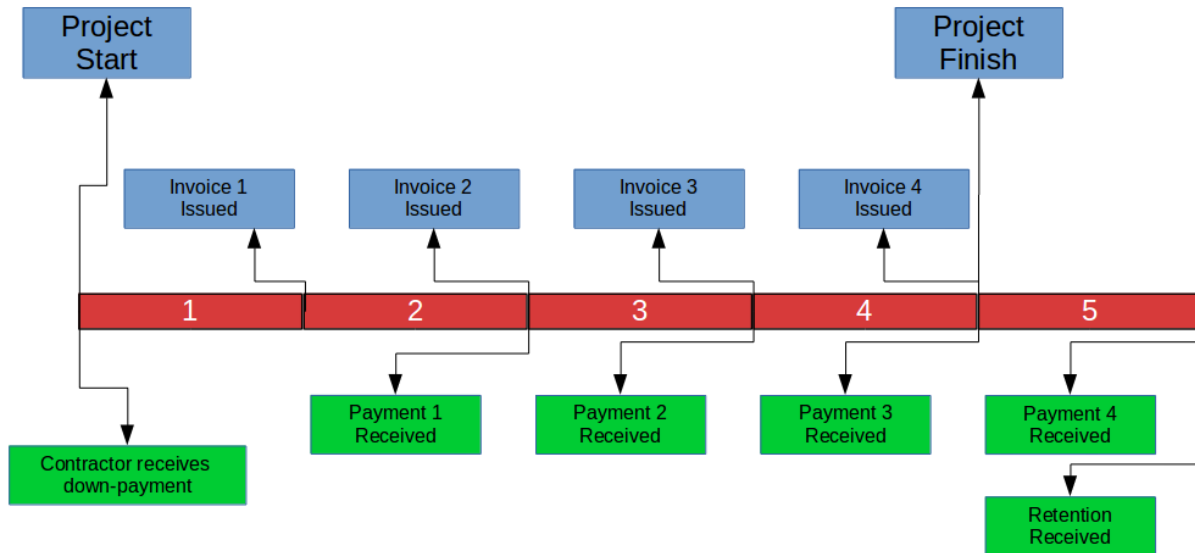 Project
Start
Project
Finish
Invoice 1
Issued
Invoice 2
Issued
Invoice 3
Issued
Invoice 4
Issued
1
2
3
4
5
Payment 1
Received
Payment 2
Received
Payment 3
Received
Payment 4
Received
Contractor receives
down-payment
Retention
Received